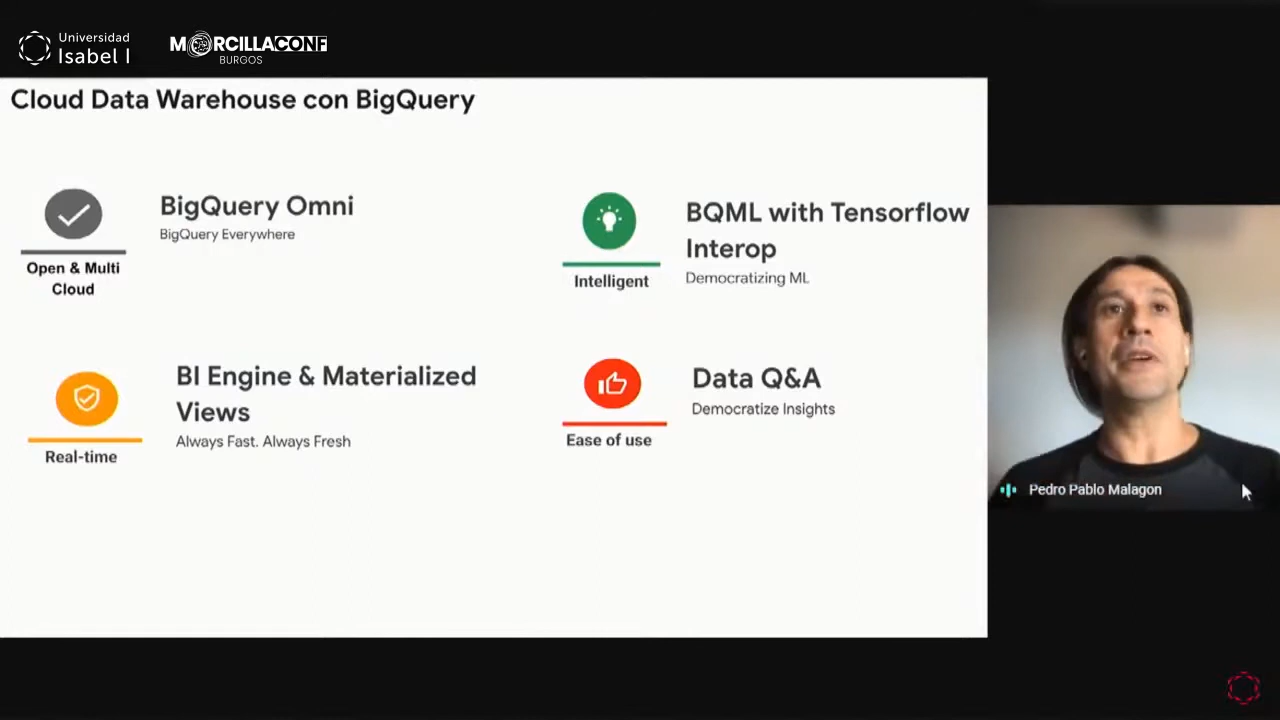 Universidad
Isabel I
MORCILLACONF
BURGOS
Cloud Data Warehouse con BigQuery
Open & Multi
Cloud
BigQuery Omni
BigQuery Everywhere
Intelligent
BQML with Tensorflow
Interop
Democratizing ML
Real-time
BI Engine & Materialized
Views
Always Fast. Always Fresh
Ease of use
Data Q&A
Democratize Insights
Pedro Pablo Malagon